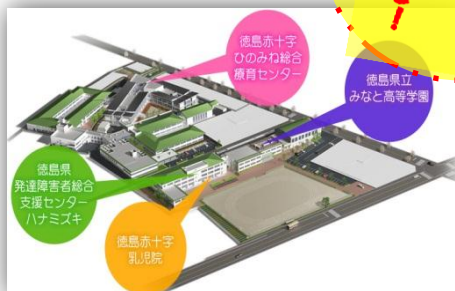 徳島赤十字
ひのみね総合
療育センター
徳島県立
みなと高等学園
徳島県
発達障害者総合
支援センター
ハナミズキ
徳島赤十字
乳児院